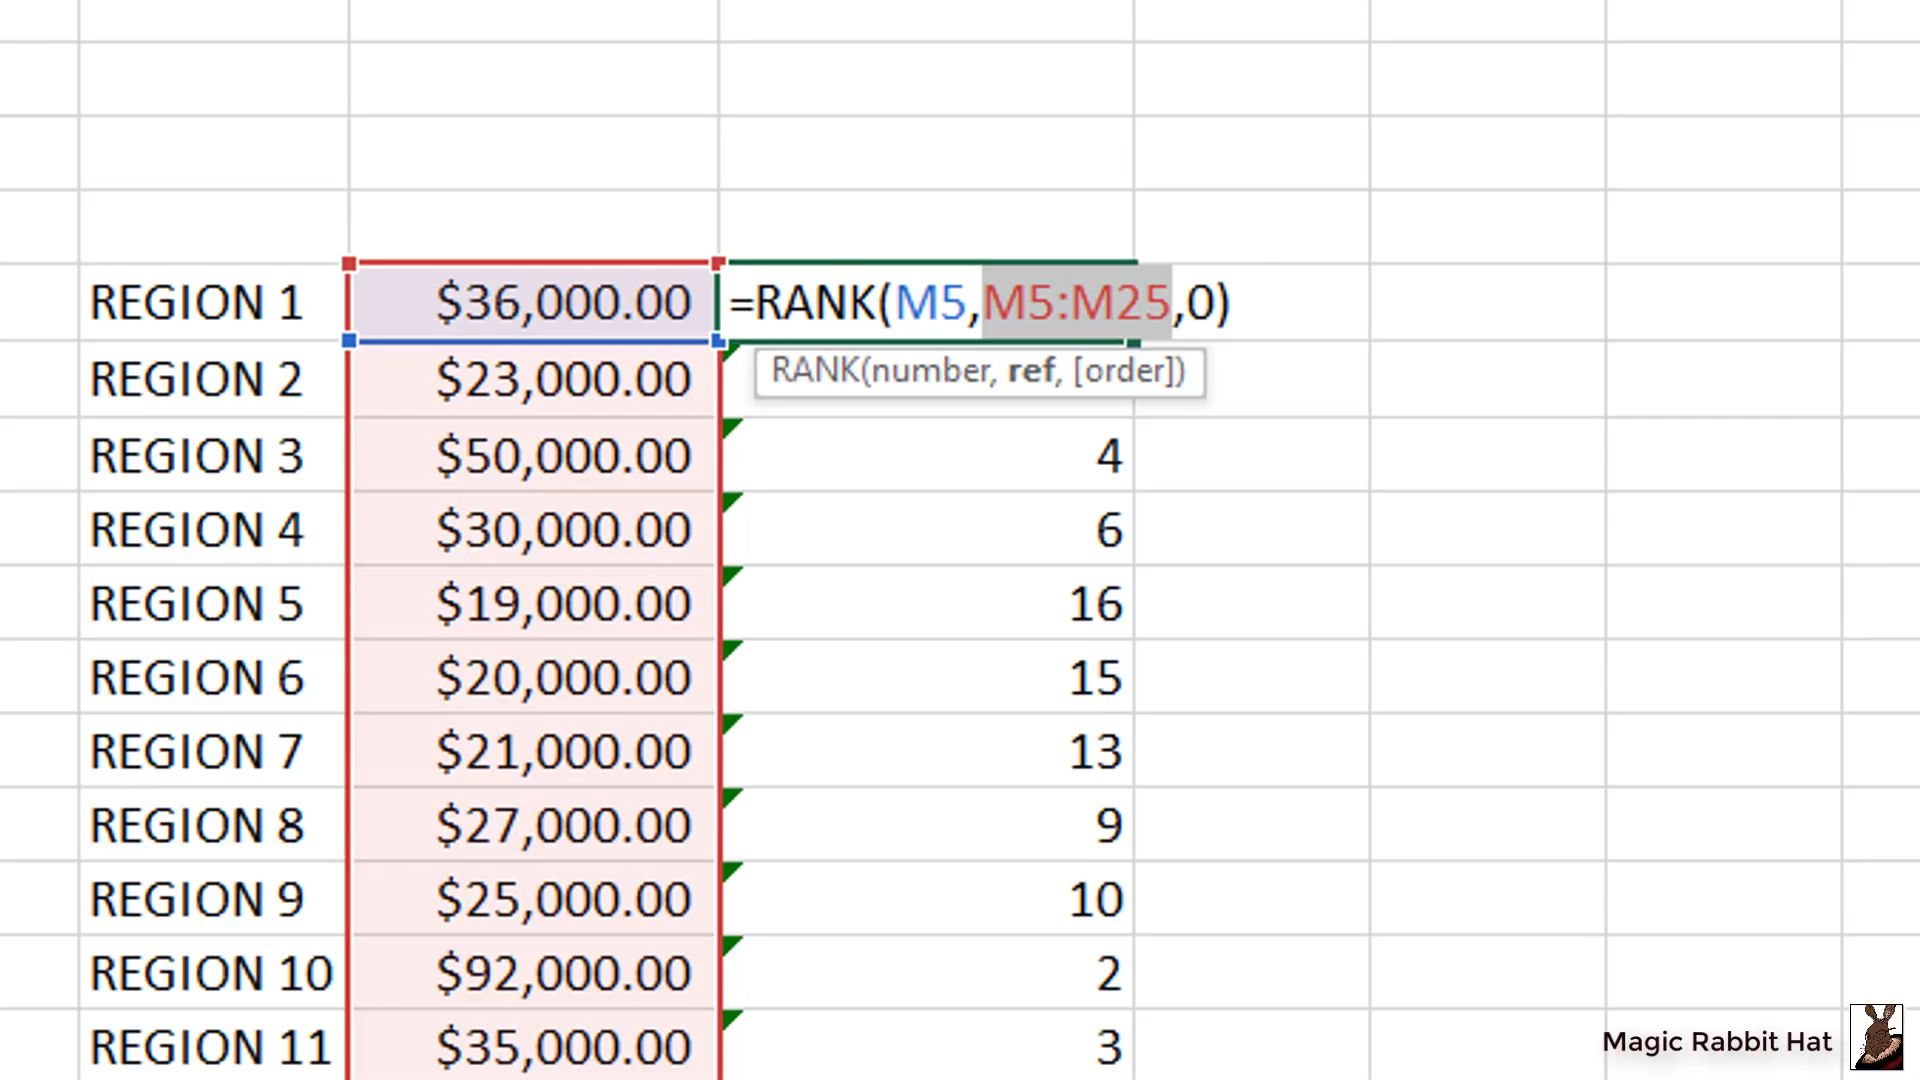 REGION 1 $36,000.00 =RANK(M5,M5:M25,0)
RANK(number, ref, [order])
REGION 2 $23,000.00
REGION 3 $50,000.00 4
REGION 4 $30,000.00 6
REGION 5 $19,000.00 16
REGION 6 $20,000.00 15
REGION 7 $21,000.00 13
REGION 8 $27,000.00 9
REGION 9 $25,000.00 10
REGION 10 $92,000.00 2
REGION 11 $35,000.00 3
Magic Rabbit Hat